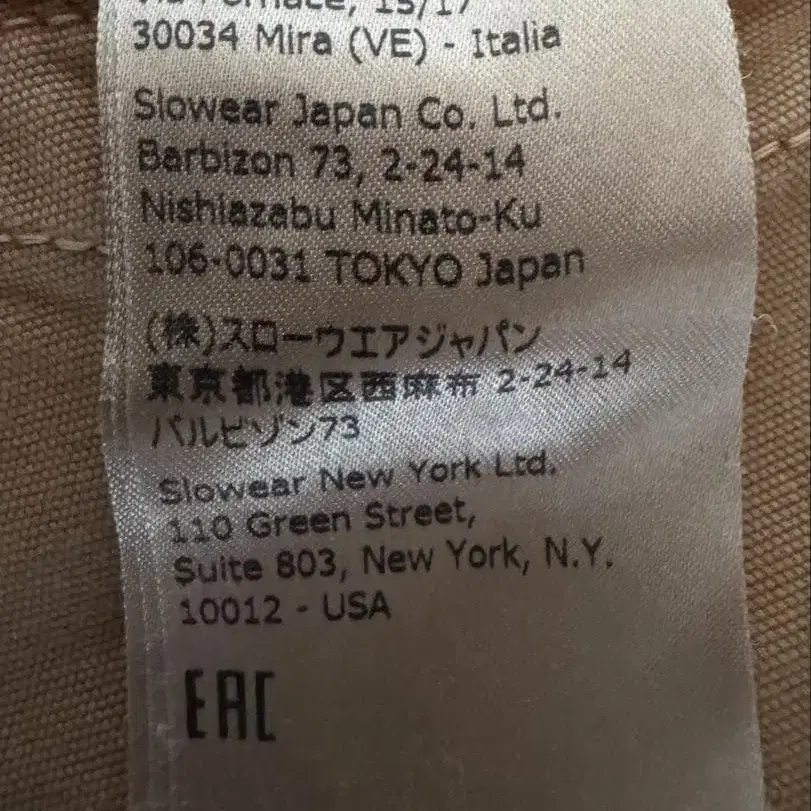 15/17
30034 Mira (VE) - Italia
Slowear Japan Co. Ltd.
Barbizon 73, 2-24-14
Nishiazabu Minato-Ku
106-0031 TOKYO Japan
(株)スローウエアジャパン
東京都港区西麻布 2-24-14
バルビゾン73
Slowear New York Ltd.
110 Green Street,
Suite 803, New York, N.Y.
10012 - USA
EAC